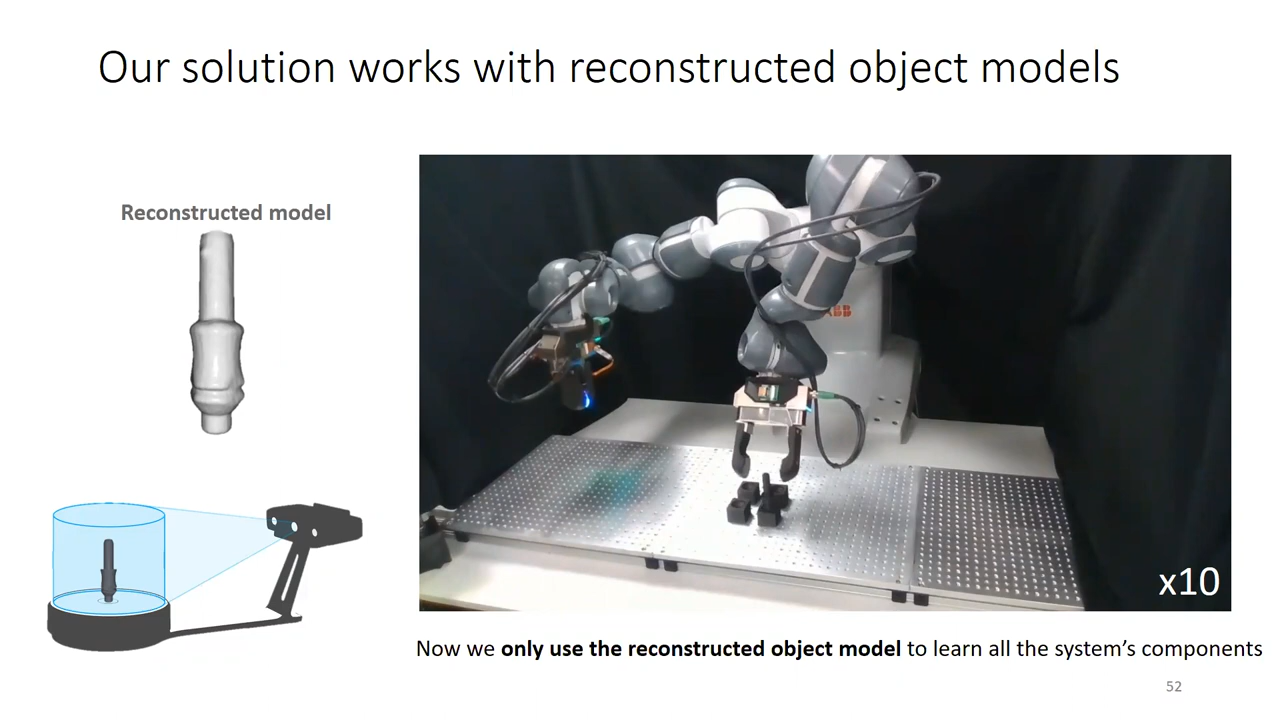 Our solution works with reconstructed object models
Reconstructed model
ABB
x10
Now we only use the reconstructed object model to learn all the system's components
52